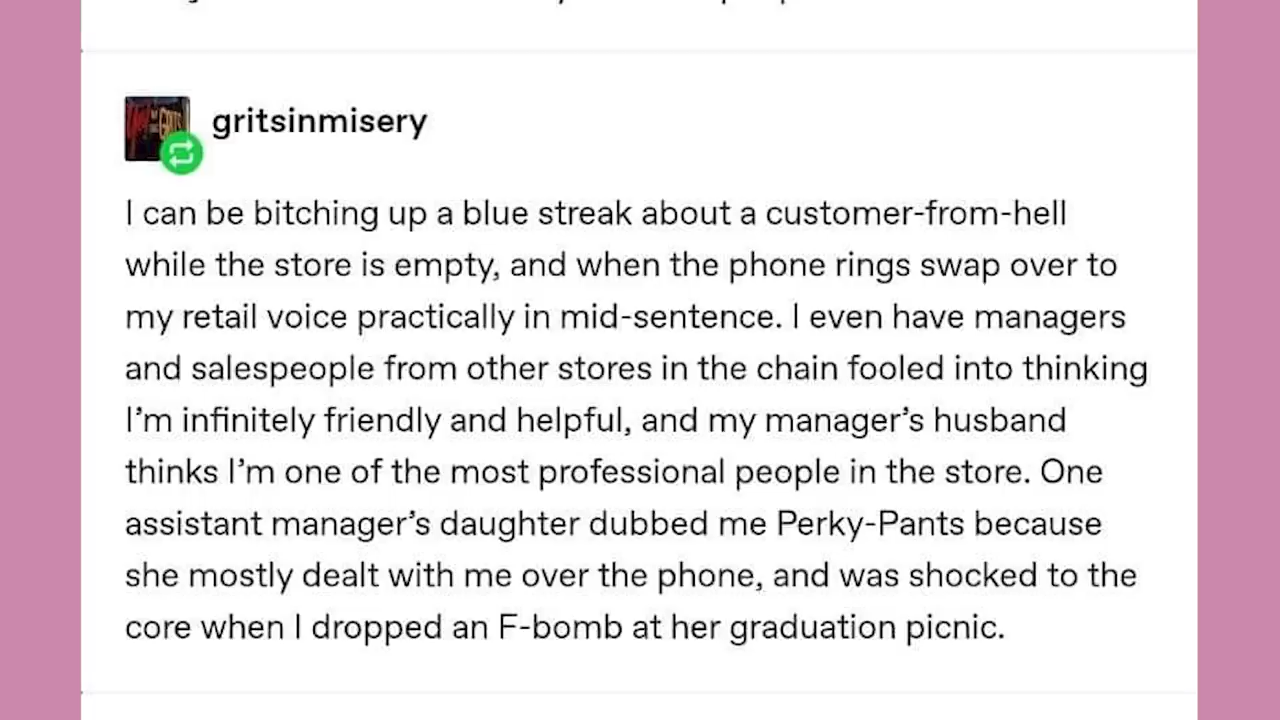 gritsinmisery
I can be bitching up a blue streak about a customer-from-hell
while the store is empty, and when the phone rings swap over to
my retail voice practically in mid-sentence. I even have managers
and salespeople from other stores in the chain fooled into thinking
I’m infinitely friendly and helpful, and my manager’s husband
thinks I’m one of the most professional people in the store. One
assistant manager’s daughter dubbed me Perky-Pants because
she mostly dealt with me over the phone, and was shocked to the
core when I dropped an F-bomb at her graduation picnic.